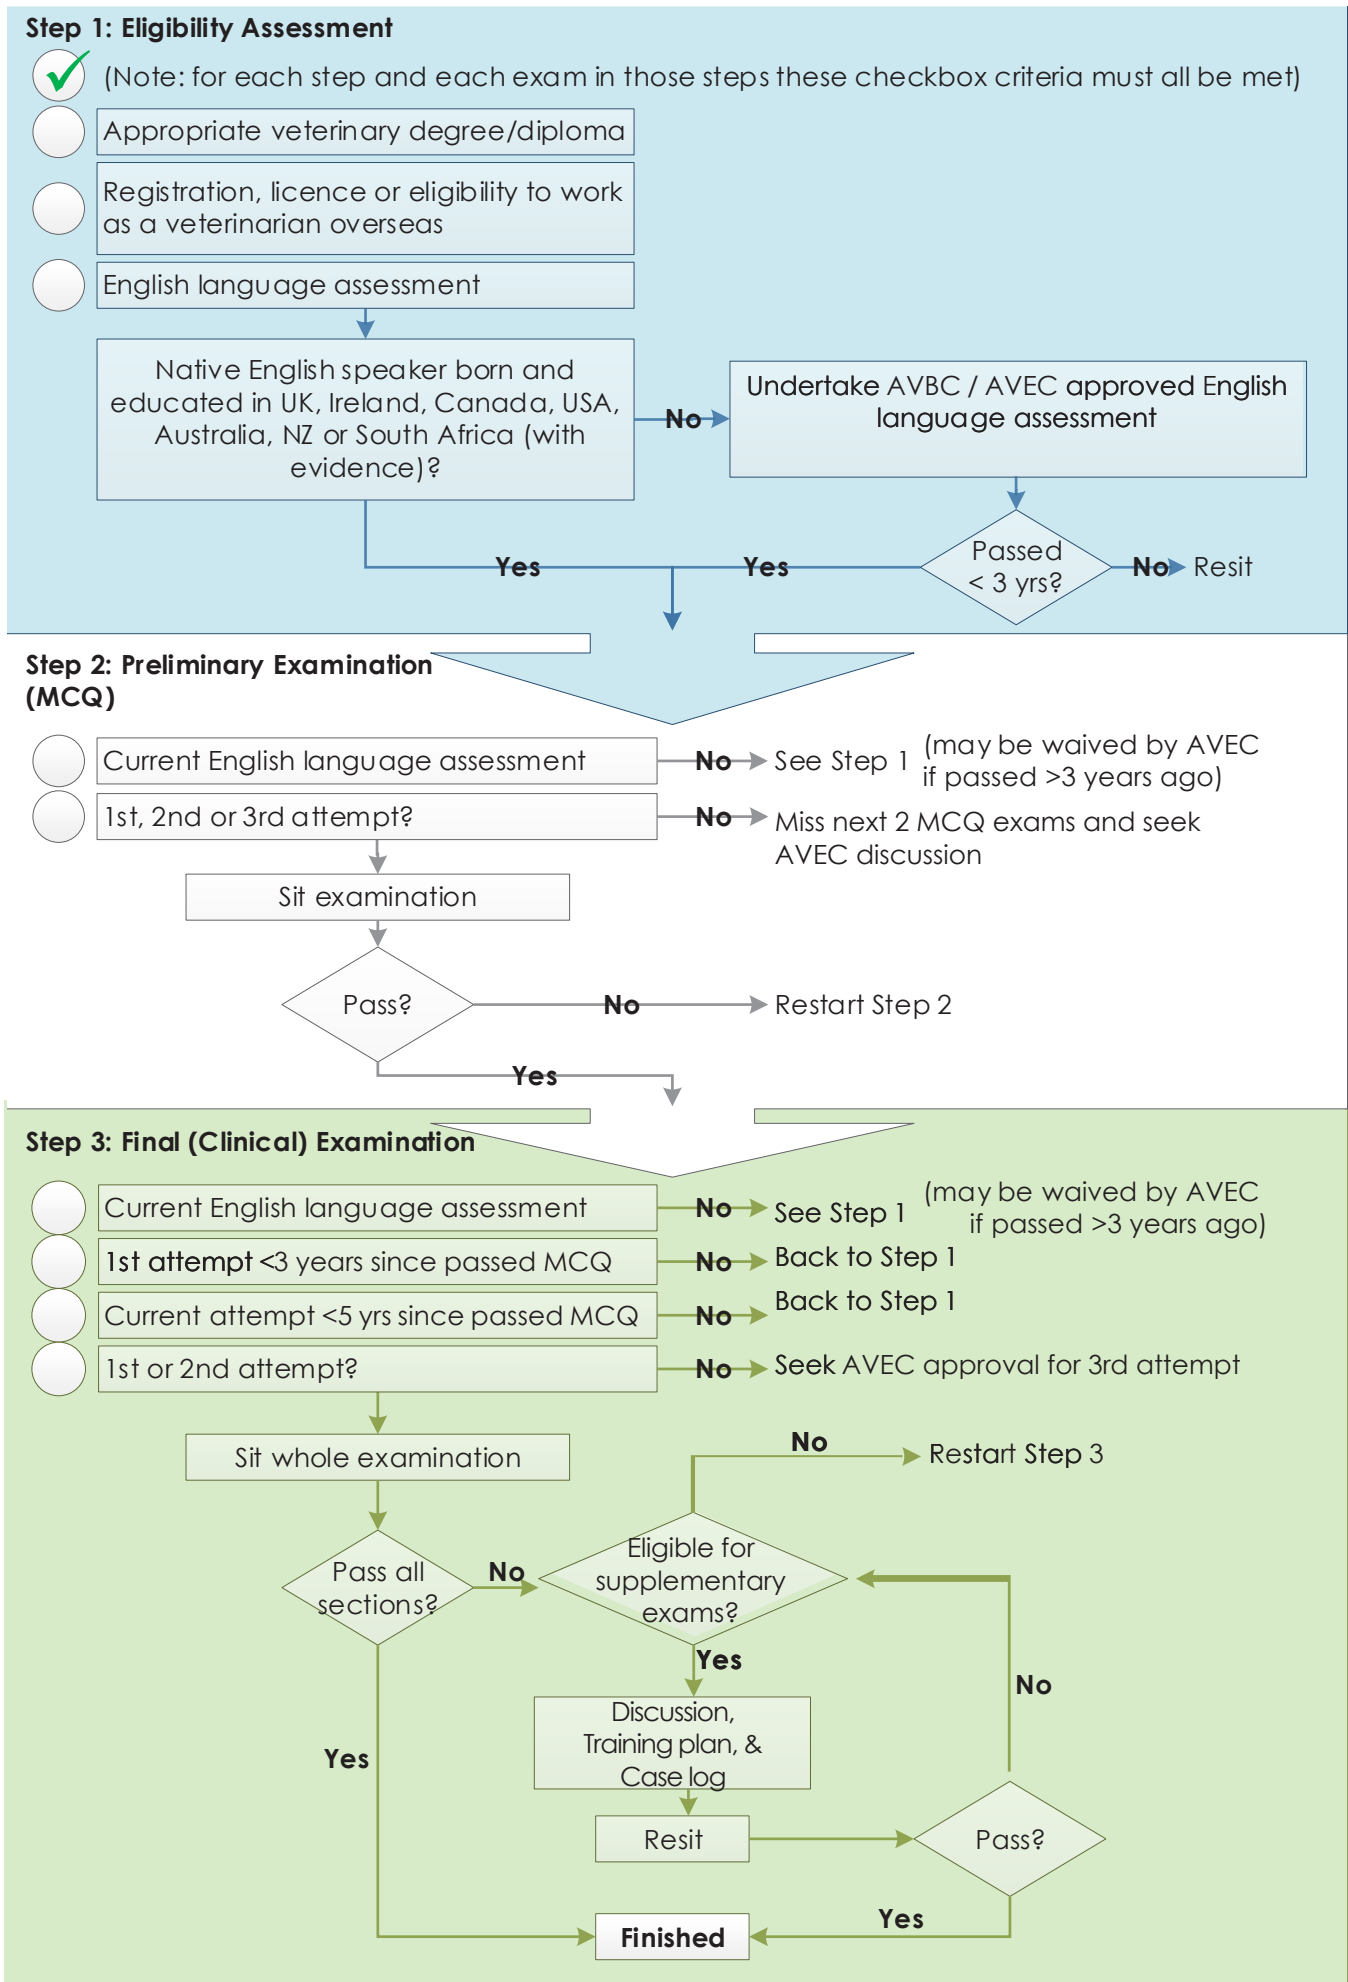 Step 1: Eligibility Assessment
(Note: for each step and each exam in those steps these checkbox criteria must all be met)
Appropriate veterinary degree/diploma
Registration, licence or eligibility to work
as a veterinarian overseas
English language assessment
Native English speaker born and
educated in UK, Ireland, Canada, USA,
Australia, NZ or South Africa (with
evidence)?
No
Undertake AVBC / AVEC approved English
language assessment
Passed
< 3 yrs?
Yes
Yes
No
Resit
Step 2: Preliminary Examination
(MCQ)
Current English language assessment
No
See Step 1
(may be waived by AVEC
if passed >3 years ago)
1st, 2nd or 3rd attempt?
No
Miss next 2 MCQ exams and seek
AVEC discussion
Sit examination
Pass?
No
Restart Step 2
Yes
Step 3: Final (Clinical) Examination
Current English language assessment
No
See Step 1
(may be waived by AVEC
if passed >3 years ago)
1st attempt <3 years since passed MCQ
No
Back to Step 1
Current attempt <5 yrs since passed MCQ
No
Back to Step 1
1st or 2nd attempt?
No
Seek AVEC approval for 3rd attempt
Sit whole examination
No
Restart Step 3
Pass all
sections?
No
Eligible for
supplementary
exams?
Yes
No
Discussion,
Training plan, &
Case log
Yes
Resit
Pass?
Yes
Finished